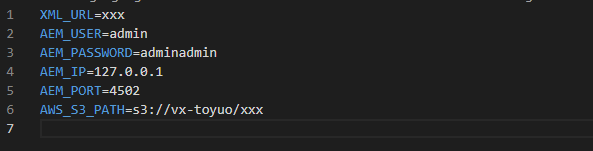 1 XML_URL=xxx
2 AEM_USER=admin
3 AEM_PASSWORD=adminadmin
4 AEM_IP=127.0.0.1
5 AEM_PORT=4502
6 AWS_S3_PATH=s3://vx-toyuo/xxx
7